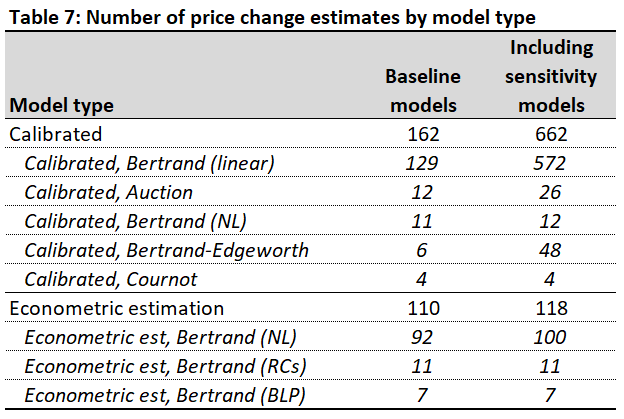 Table 7: Number of price change estimates by model type
Model type Baseline models Including sensitivity models
Calibrated 162 662
Calibrated, Bertrand (linear) 129 572
Calibrated, Auction 12 26
Calibrated, Bertrand (NL) 11 12
Calibrated, Bertrand-Edgeworth 6 48
Calibrated, Cournot 4 4
Econometric estimation 110 118
Econometric est, Bertrand (NL) 92 100
Econometric est, Bertrand (RCs) 11 11
Econometric est, Bertrand (BLP) 7 7